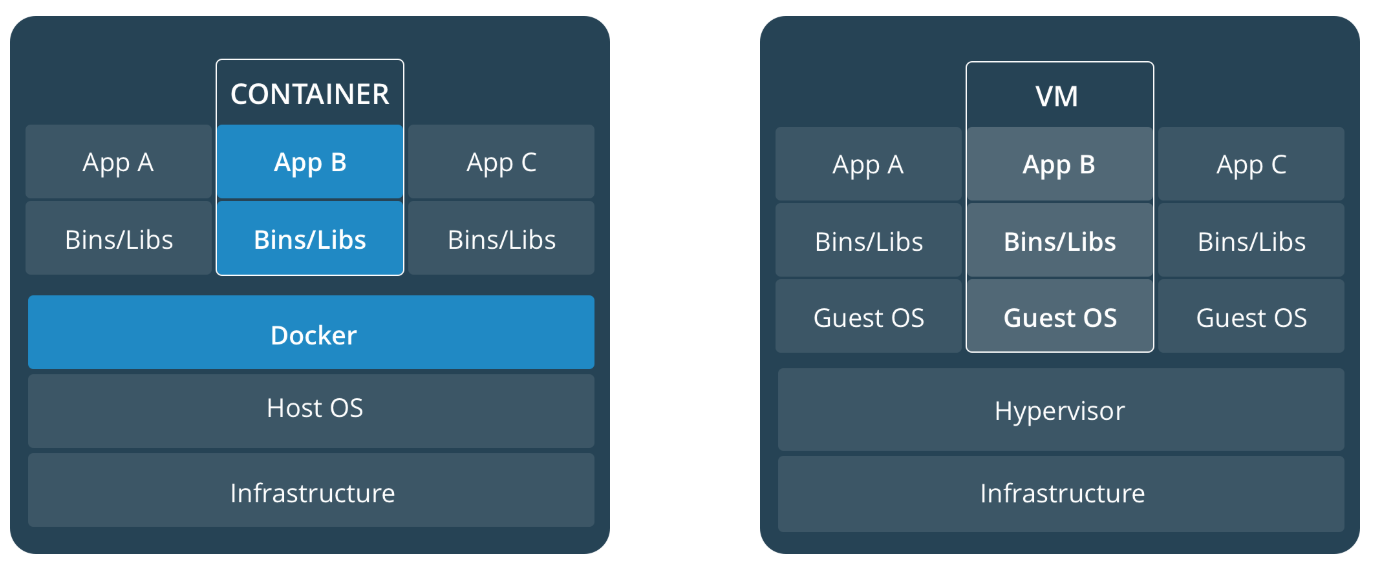 CONTAINER
App A
App B
App C
Bins/Libs
Bins/Libs
Bins/Libs
Docker
Host OS
Infrastructure
VM
App A
App B
App C
Bins/Libs
Bins/Libs
Bins/Libs
Guest OS
Guest OS
Guest OS
Hypervisor
Infrastructure